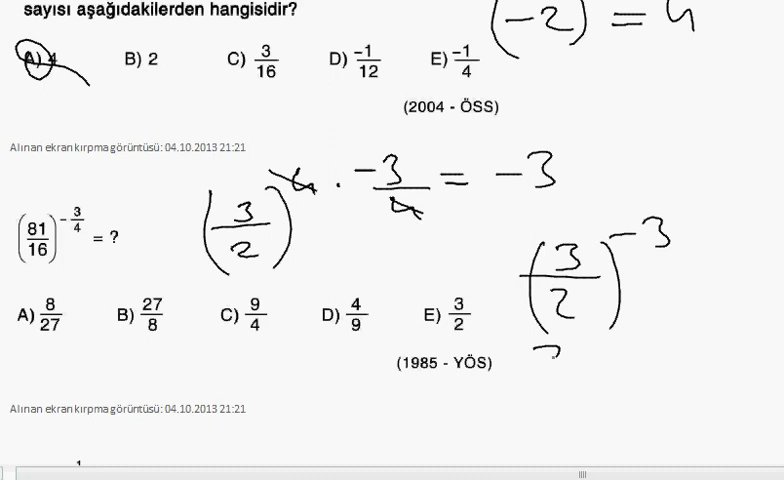 sayısı aşağıdakilerden hangisidir?
(-2) = 4
A) 4 B) 2 C) 3/16 D) -1/12 E) -1/4
(2004 - ÖSS)
Alınan ekran kırpma görüntüsü: 04.10.2013 21:21
(81/16)^(-3/4) = ?
(3/2)^4 · -3/4 = -3
(3/2)^-3
A) 8/27 B) 27/8 C) 9/4 D) 4/9 E) 3/2
(1985 - YÖS)
Alınan ekran kırpma görüntüsü: 04.10.2013 21:21